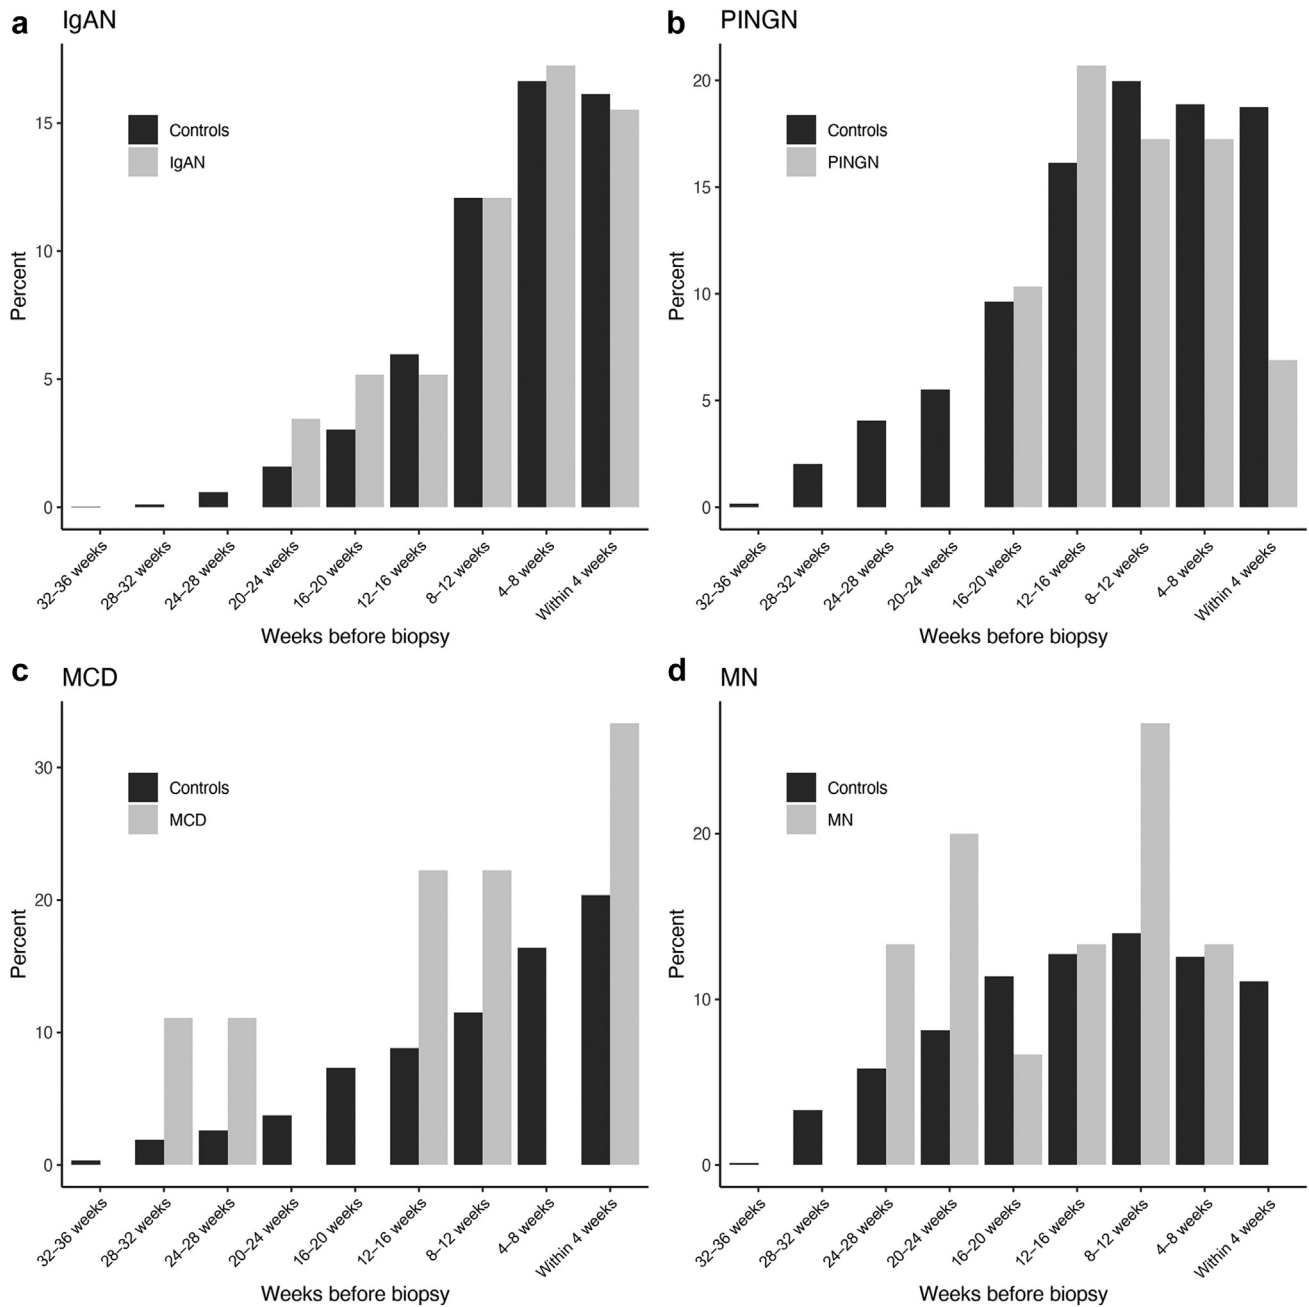 a IgAN
Controls
IgAN
15
10
5
0
Percent
32–36 weeks
28–32 weeks
24–28 weeks
20–24 weeks
16–20 weeks
12–16 weeks
8–12 weeks
4–8 weeks
Within 4 weeks
Weeks before biopsy
b PINGN
Controls
PINGN
20
15
10
5
0
Percent
32–36 weeks
28–32 weeks
24–28 weeks
20–24 weeks
16–20 weeks
12–16 weeks
8–12 weeks
4–8 weeks
Within 4 weeks
Weeks before biopsy
c MCD
Controls
MCD
30
20
10
0
Percent
32–36 weeks
28–32 weeks
24–28 weeks
20–24 weeks
16–20 weeks
12–16 weeks
8–12 weeks
4–8 weeks
Within 4 weeks
Weeks before biopsy
d MN
Controls
MN
20
10
0
Percent
32–36 weeks
28–32 weeks
24–28 weeks
20–24 weeks
16–20 weeks
12–16 weeks
8–12 weeks
4–8 weeks
Within 4 weeks
Weeks before biopsy